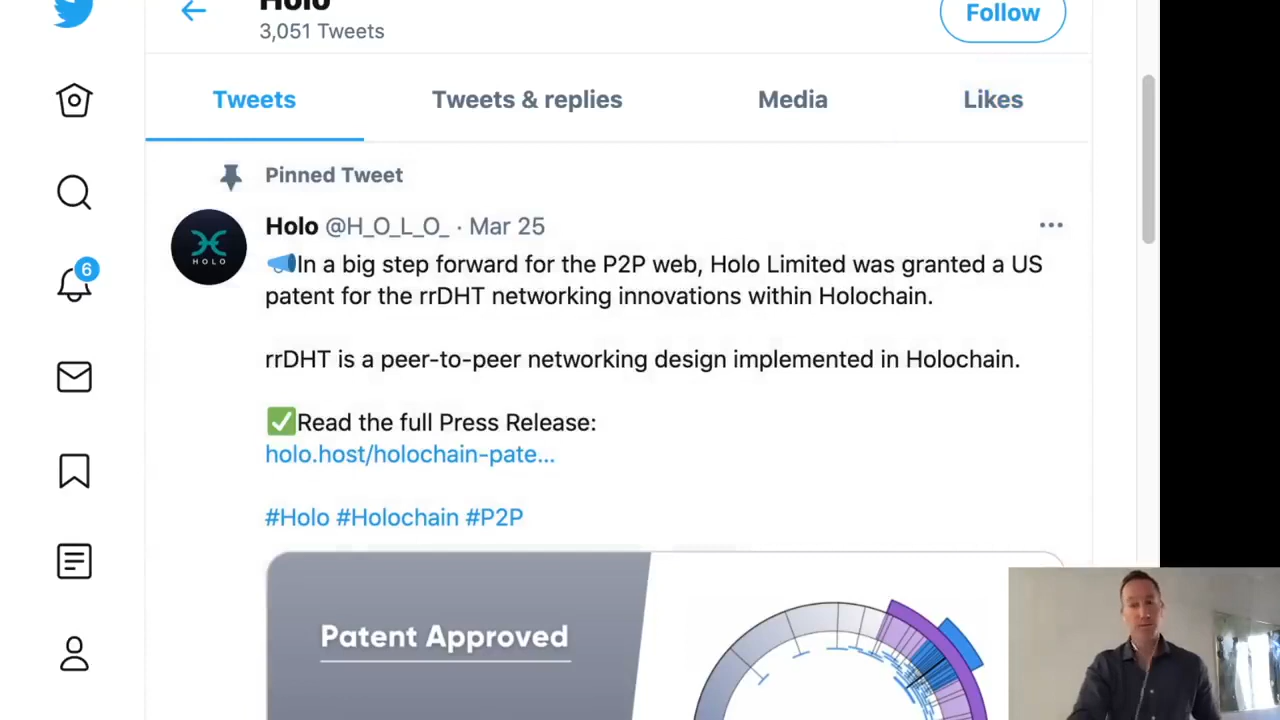 Holo
3,051 Tweets
Follow
Tweets
Tweets & replies
Media
Likes
Pinned Tweet
Holo @H_O_L_O_ · Mar 25
📣In a big step forward for the P2P web, Holo Limited was granted a US
patent for the rrDHT networking innovations within Holochain.
rrDHT is a peer-to-peer networking design implemented in Holochain.
✅Read the full Press Release:
holo.host/holochain-pate...
#Holo #Holochain #P2P
6
HOLO
Patent Approved